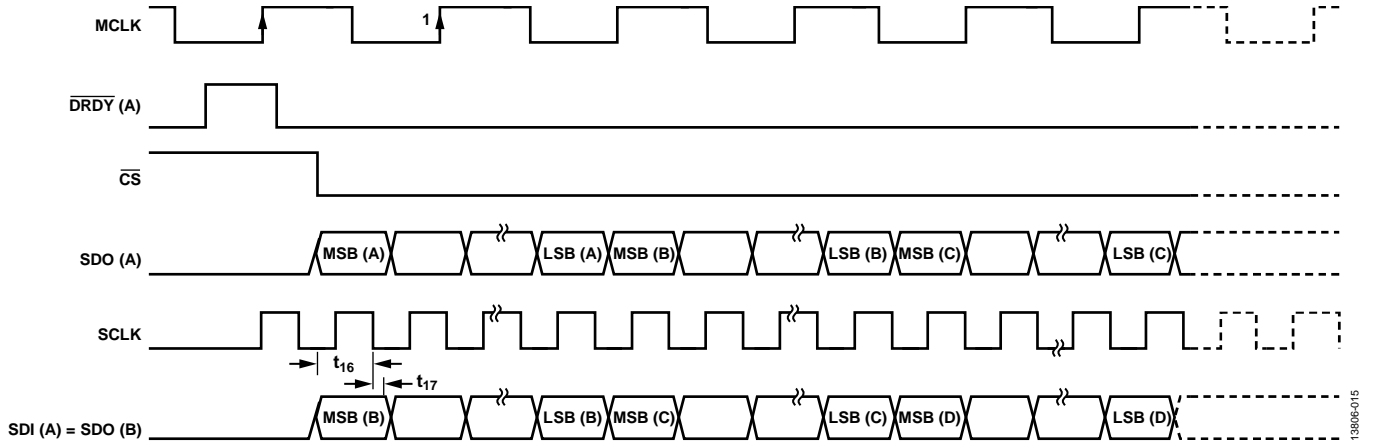 MCLK
1
DRDY (A)
CS
SDO (A)
MSB (A)
LSB (A)
MSB (B)
LSB (B)
MSB (C)
LSB (C)
SCLK
t16
t17
SDI (A) = SDO (B)
MSB (B)
LSB (B)
MSB (C)
LSB (C)
MSB (D)
LSB (D)
13806-015